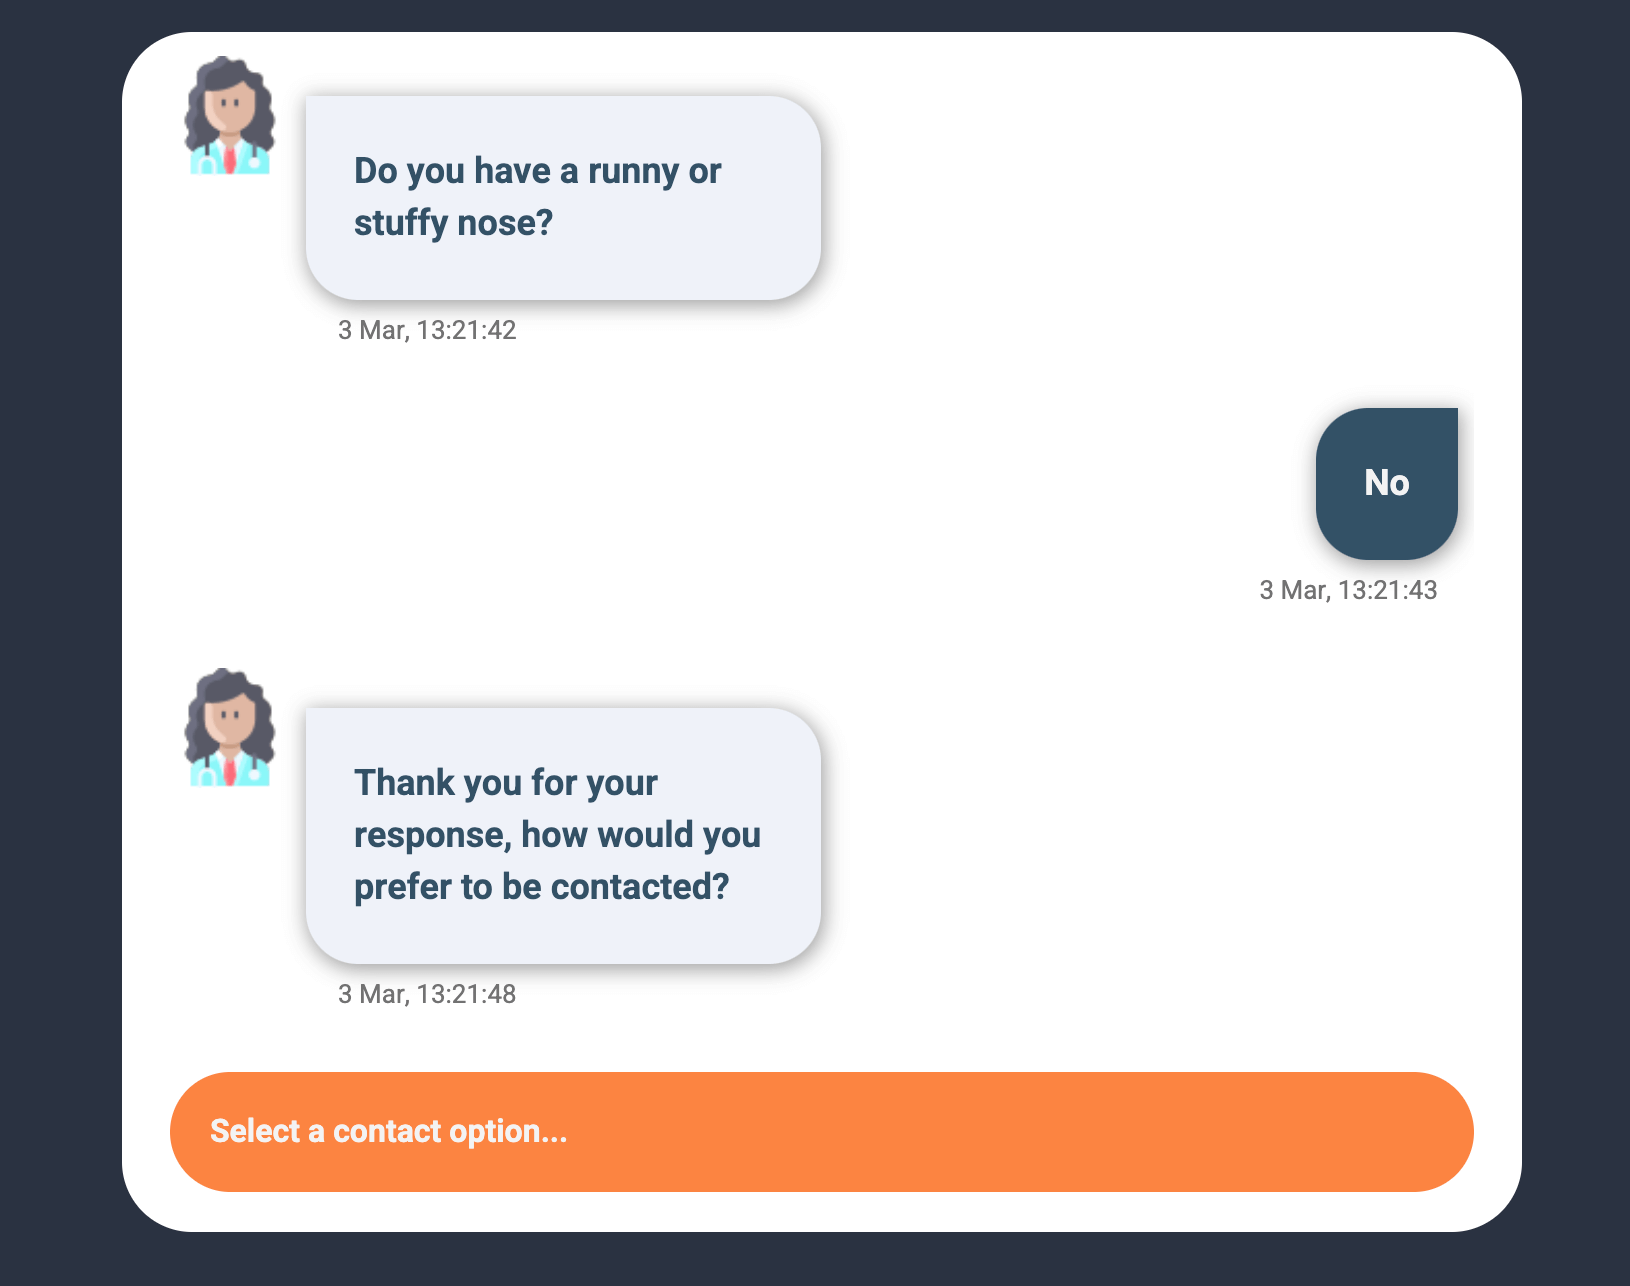 Do you have a runny or
stuffy nose?
3 Mar, 13:21:42
No
3 Mar, 13:21:43
Thank you for your
response, how would you
prefer to be contacted?
3 Mar, 13:21:48
Select a contact option...